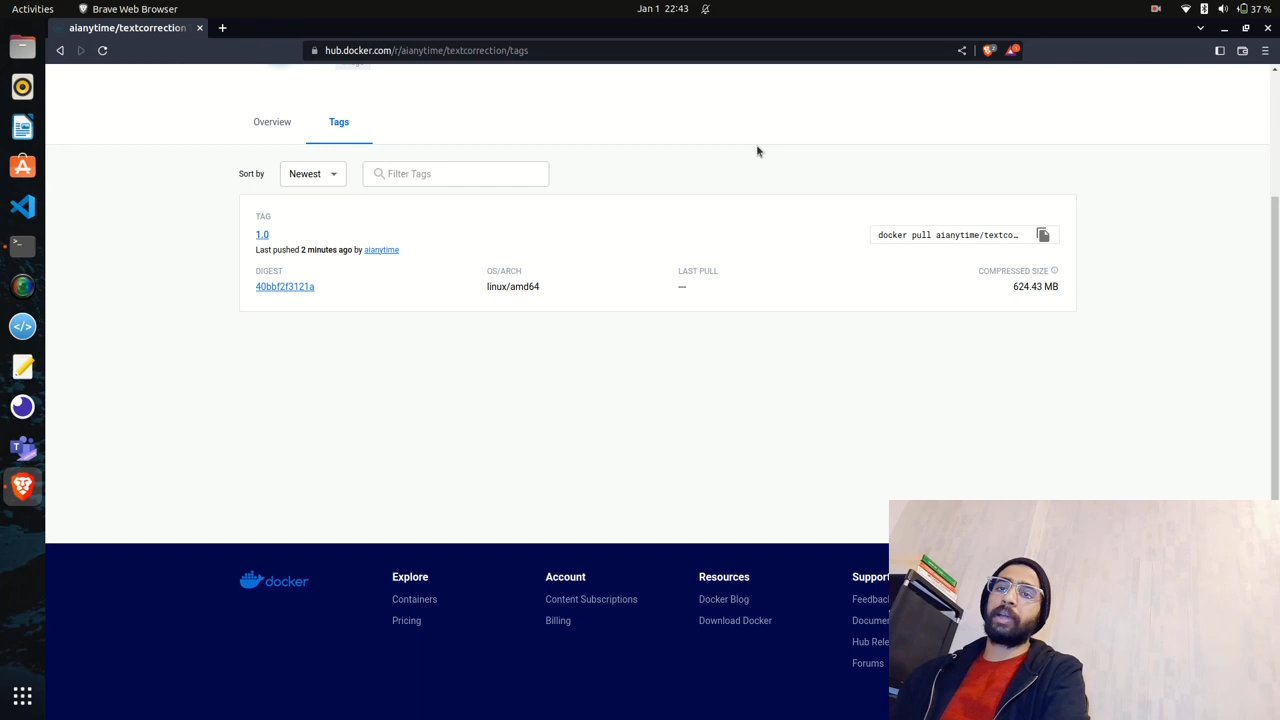 Activities
Brave Web Browser
Jan 1 22:43
37 %
aianytime/textcorrection
hub.docker.com/r/aianytime/textcorrection/tags
2
1
Overview
Tags
Sort by
Newest
Filter Tags
TAG
1.0
Last pushed 2 minutes ago by aianytime
docker pull aianytime/textco…
DIGEST
OS/ARCH
LAST PULL
COMPRESSED SIZE
40bbf2f3121a
linux/amd64
---
624.43 MB
docker
Explore
Account
Resources
Support
Containers
Content Subscriptions
Docker Blog
Feedbac
Pricing
Billing
Download Docker
Documen
Hub Rele
Forums